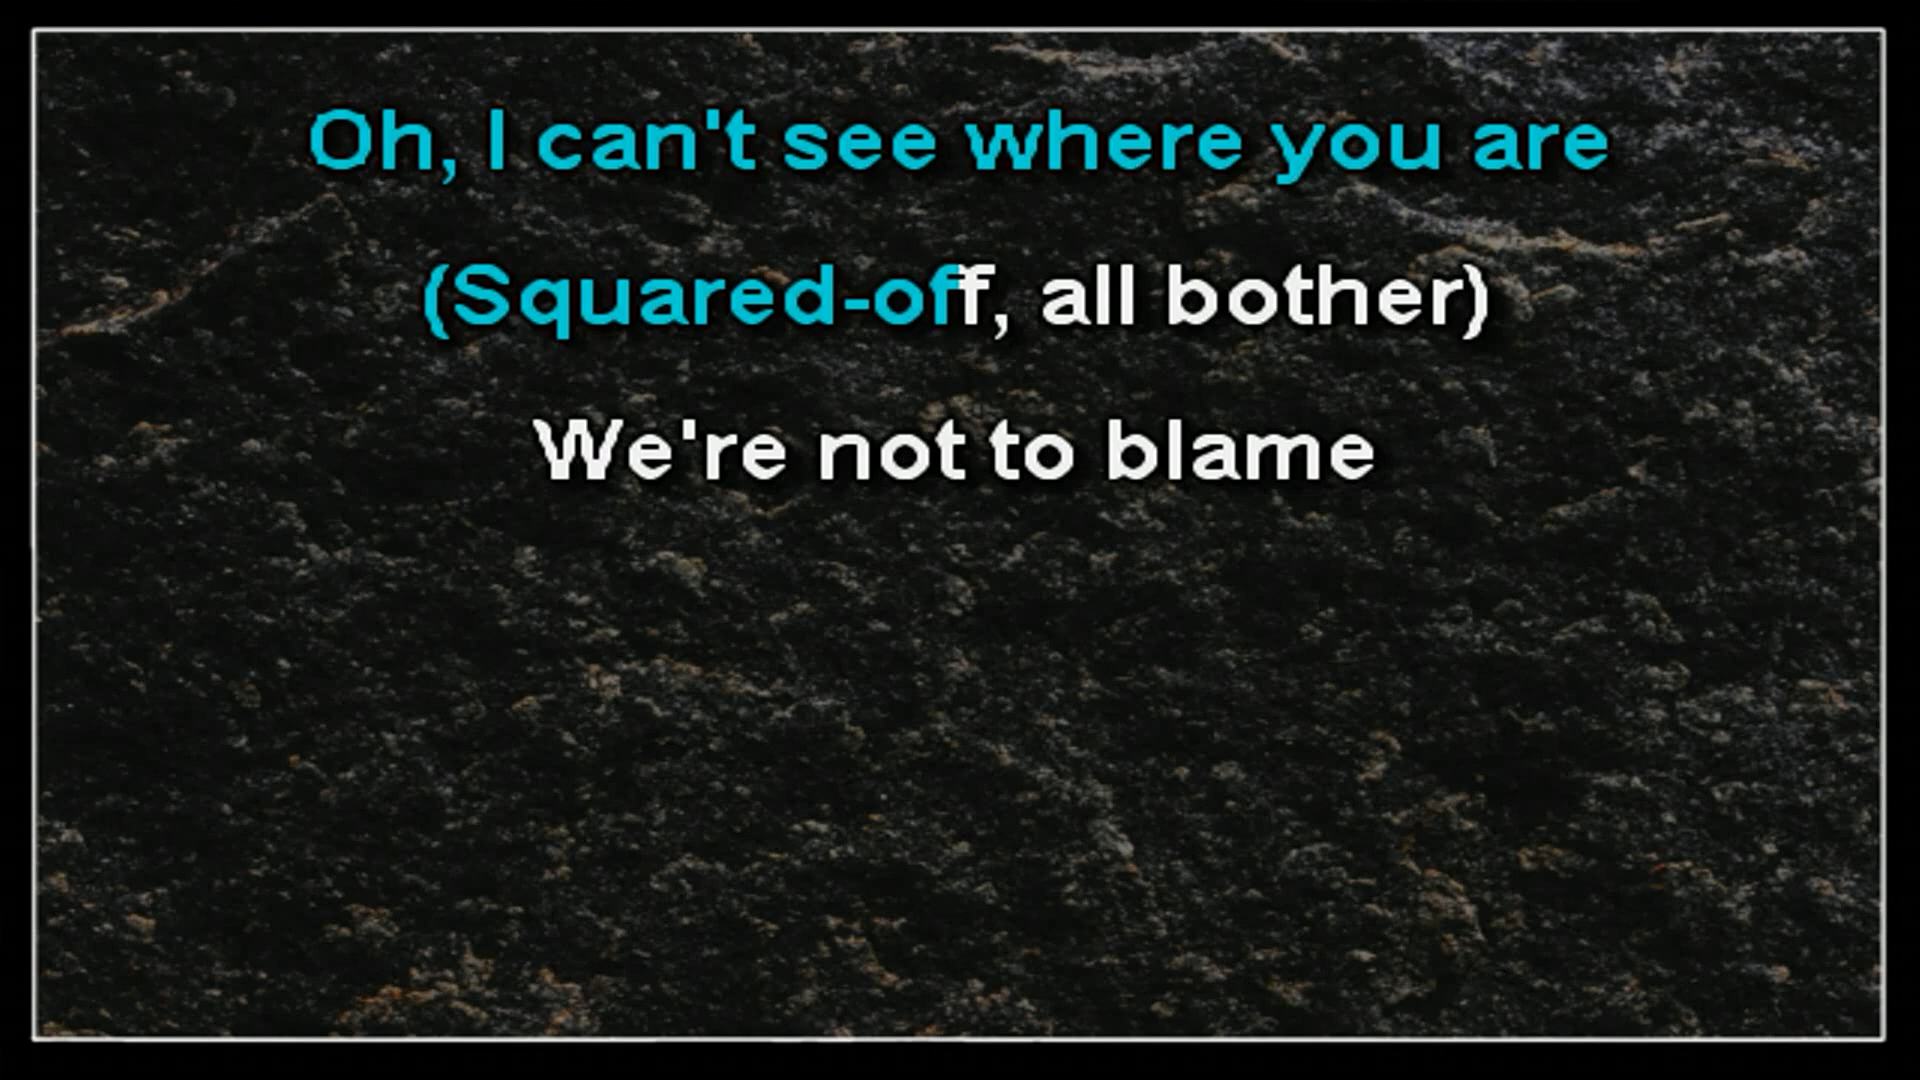 Oh, I can't see where you are
(Squared-off, all bother)
We're not to blame